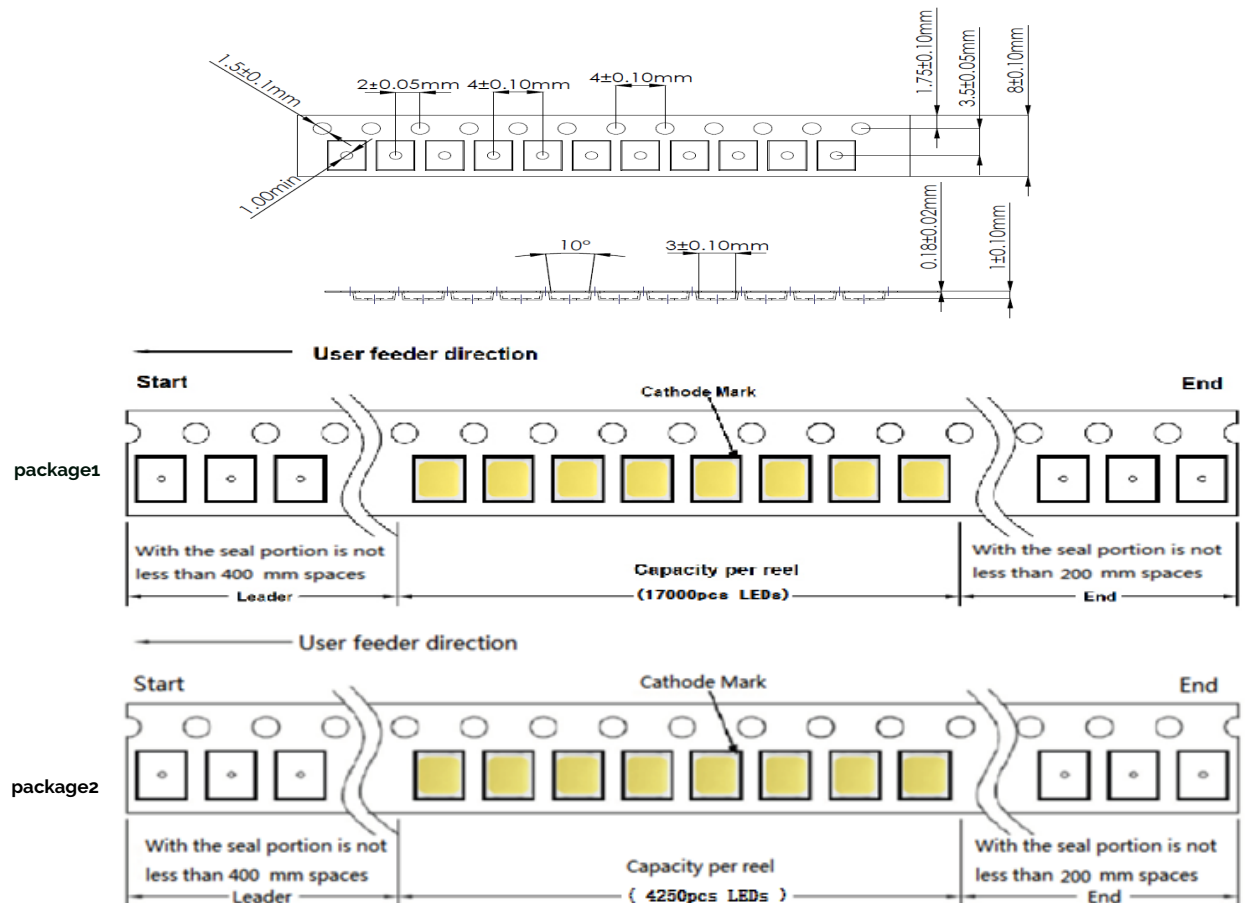 1.5±0.1mm
2±0.05mm
4±0.10mm
4±0.10mm
1.75±0.10mm
3.5±0.05mm
8±0.10mm
1.00min
10°
3±0.10mm
0.18±0.02mm
1±0.10mm
User feeder direction
Start
Cathode Mark
End
package1
With the seal portion is not
less than 400 mm spaces
Leader
Capacity per reel
(17000pcs LEDs)
With the seal portion is not
less than 200 mm spaces
End
User feeder direction
Start
Cathode Mark
End
package2
With the seal portion is not
less than 400 mm spaces
Leader
Capacity per reel
( 4250pcs LEDs )
With the seal portion is not
less than 200 mm spaces
End